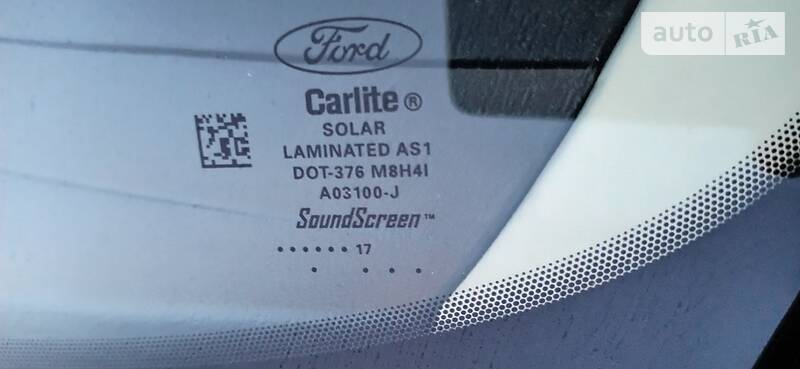 auto RIA
Ford
Carlite®
SOLAR
LAMINATED AS1
DOT-376 M8H4I
A03100-J
SoundScreen™
...... 17
. . . .